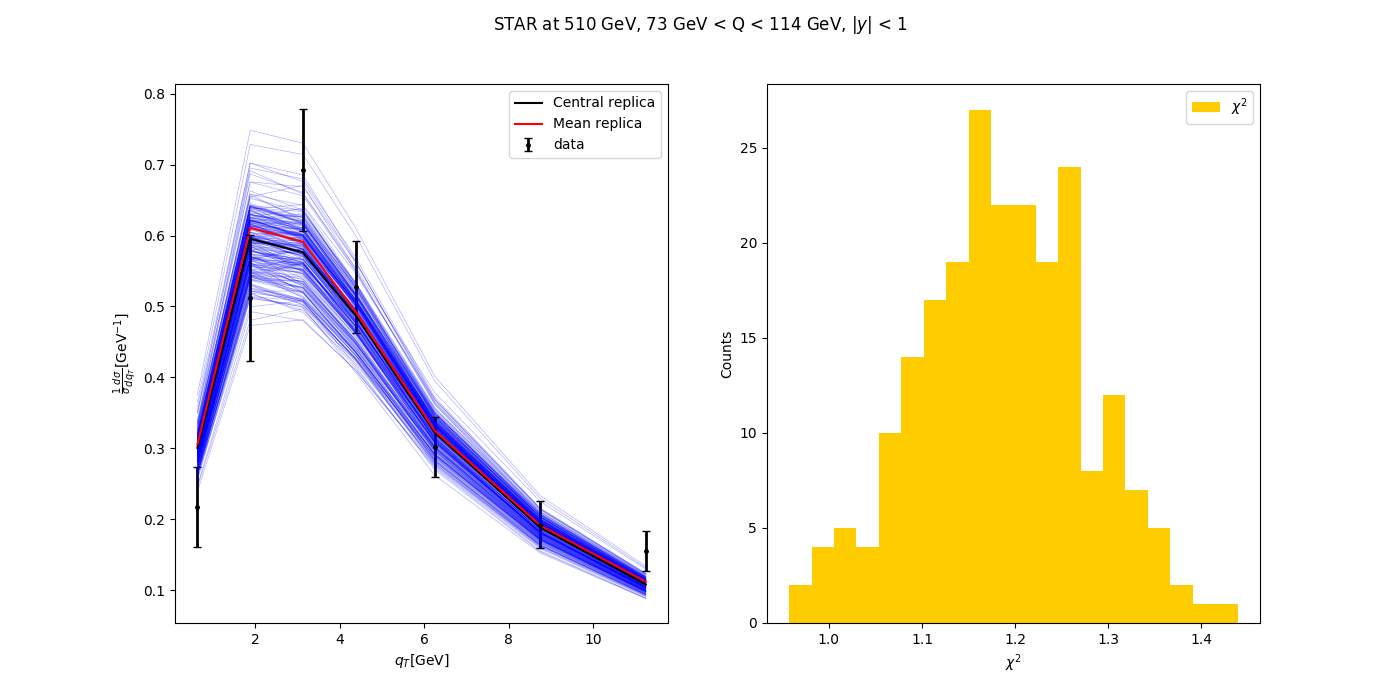 STAR at 510 GeV, 73 GeV < Q < 114 GeV, |y| < 1
Central replica
Mean replica
data
0.8
0.7
0.6
0.5
0.4
0.3
0.2
0.1
1/σ dσ/dq_T [GeV⁻¹]
2
4
6
8
10
q_T[GeV]
χ²
25
20
15
10
5
0
Counts
1.0
1.1
1.2
1.3
1.4
χ²